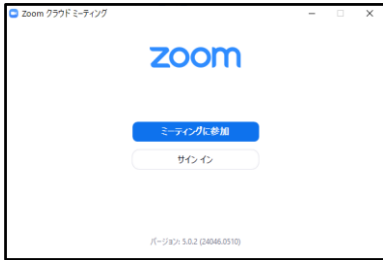 Zoom クラウド ミーティング
zoom
ミーティングに参加
サイン イン
バージョン: 5.0.2 (24046.0510)